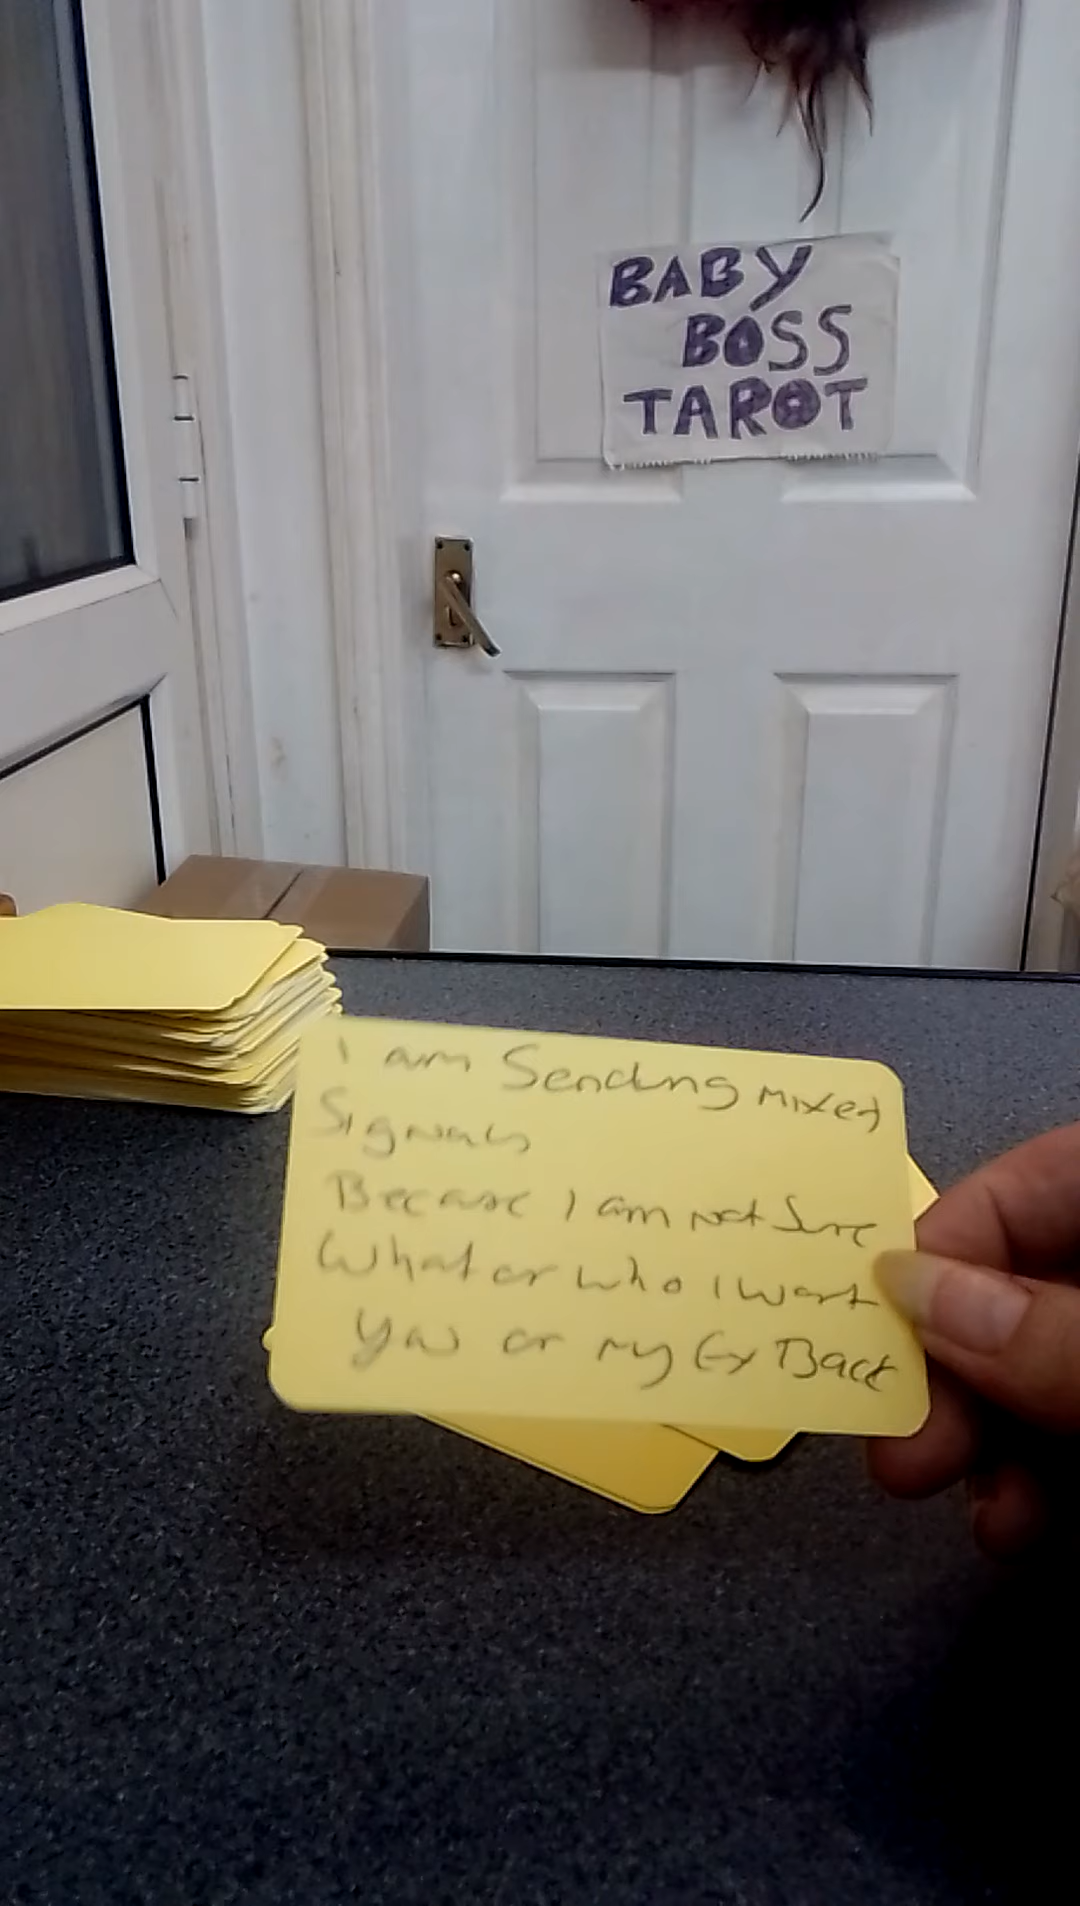 BABY
BOSS
TAROT
I am Sending mixed
Signals
Because I am not Sure
What or who I want
You or my Ex Back